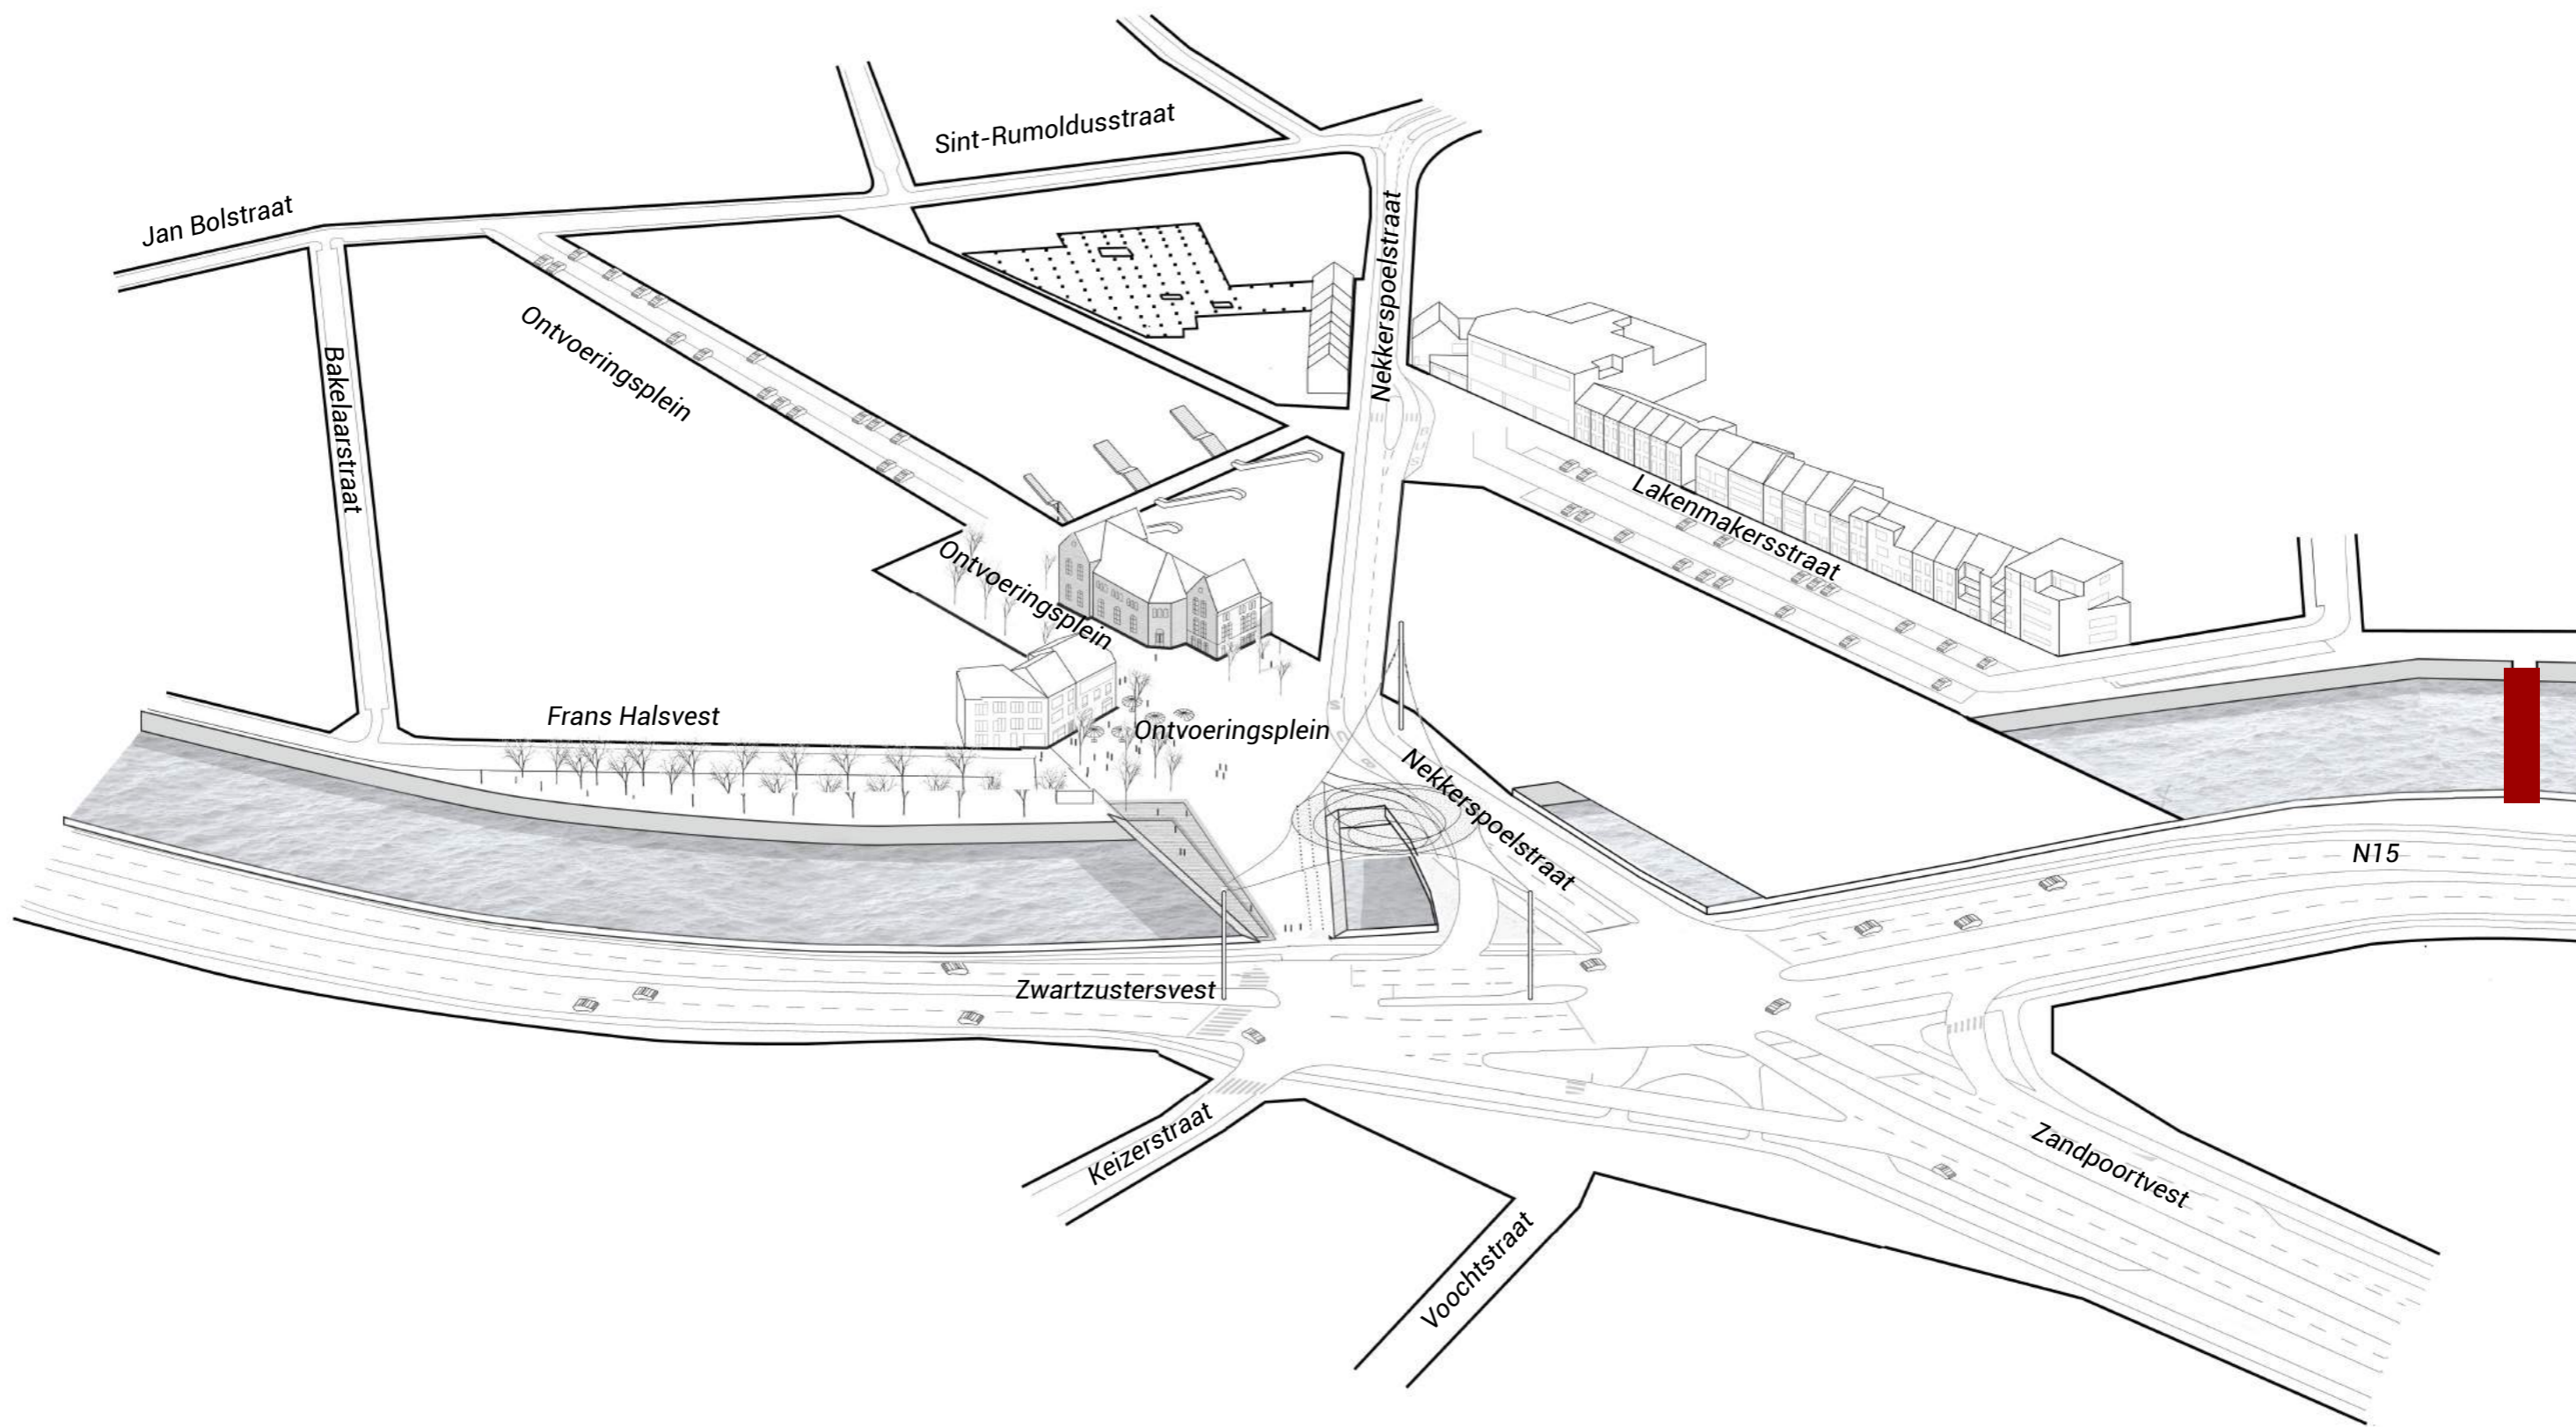 Sint-Rumoldusstraat
Jan Bolstraat
Nekkerspoelstraat
Ontvoeringsplein
Bakelaarstraat
Lakenmakersstraat
Ontvoeringsplein
Frans Halsvest
Ontvoeringsplein
Nekkerspoelstraat
N15
Zwartzustersvest
Keizerstraat
Zandpoortvest
Voochtstraat